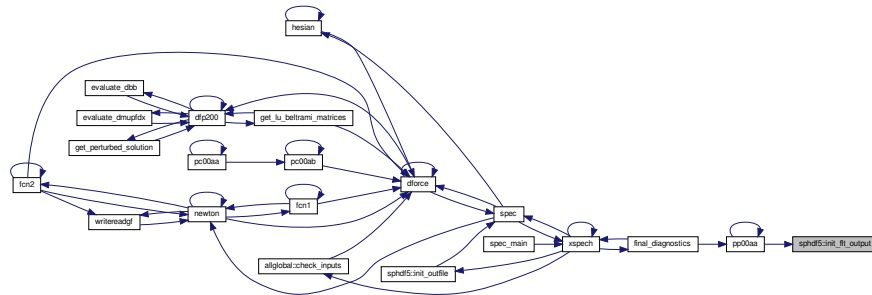 hesian
evaluate_dbb
evaluate_dmupfdx
dfp200
get_lu_beltrami_matrices
get_perturbed_solution
pc00aa
pc00ab
fcn2
dforce
newton
fcn1
spec
writereadgf
spec_main
xspech
final_diagnostics
pp00aa
sphdf5::init_flt_output
allglobal::check_inputs
sphdf5::init_outfile